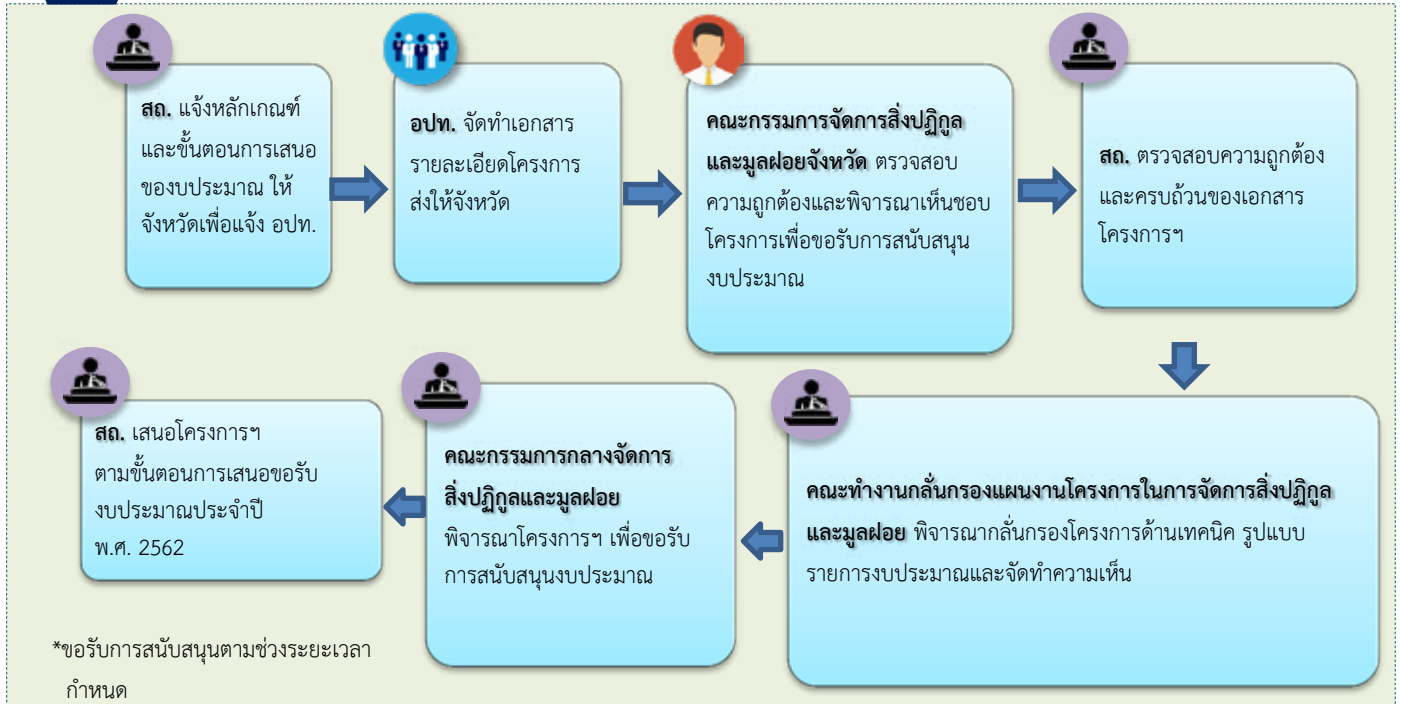 สถ. แจ้งหลักเกณฑ์
และขั้นตอนการเสนอ
ของบประมาณ ให้
จังหวัดเพื่อแจ้ง อปท.
อปท. จัดทำเอกสาร
รายละเอียดโครงการ
ส่งให้จังหวัด
คณะกรรมการจัดการสิ่งปฏิกูล
และมูลฝอยจังหวัด ตรวจสอบ
ความถูกต้องและพิจารณาเห็นชอบ
โครงการเพื่อขอรับการสนับสนุน
งบประมาณ
สถ. ตรวจสอบความถูกต้อง
และครบถ้วนของเอกสาร
โครงการฯ
คณะทำงานกลั่นกรองแผนงานโครงการในการจัดการสิ่งปฏิกูล
และมูลฝอย พิจารณากลั่นกรองโครงการด้านเทคนิค รูปแบบ
รายการงบประมาณและจัดทำความเห็น
คณะกรรมการกลางจัดการ
สิ่งปฏิกูลและมูลฝอย
พิจารณาโครงการฯ เพื่อขอรับ
การสนับสนุนงบประมาณ
สถ. เสนอโครงการฯ
ตามขั้นตอนการเสนอขอรับ
งบประมาณประจำปี
พ.ศ. 2562
*ขอรับการสนับสนุนตามช่วงระยะเวลา
กำหนด